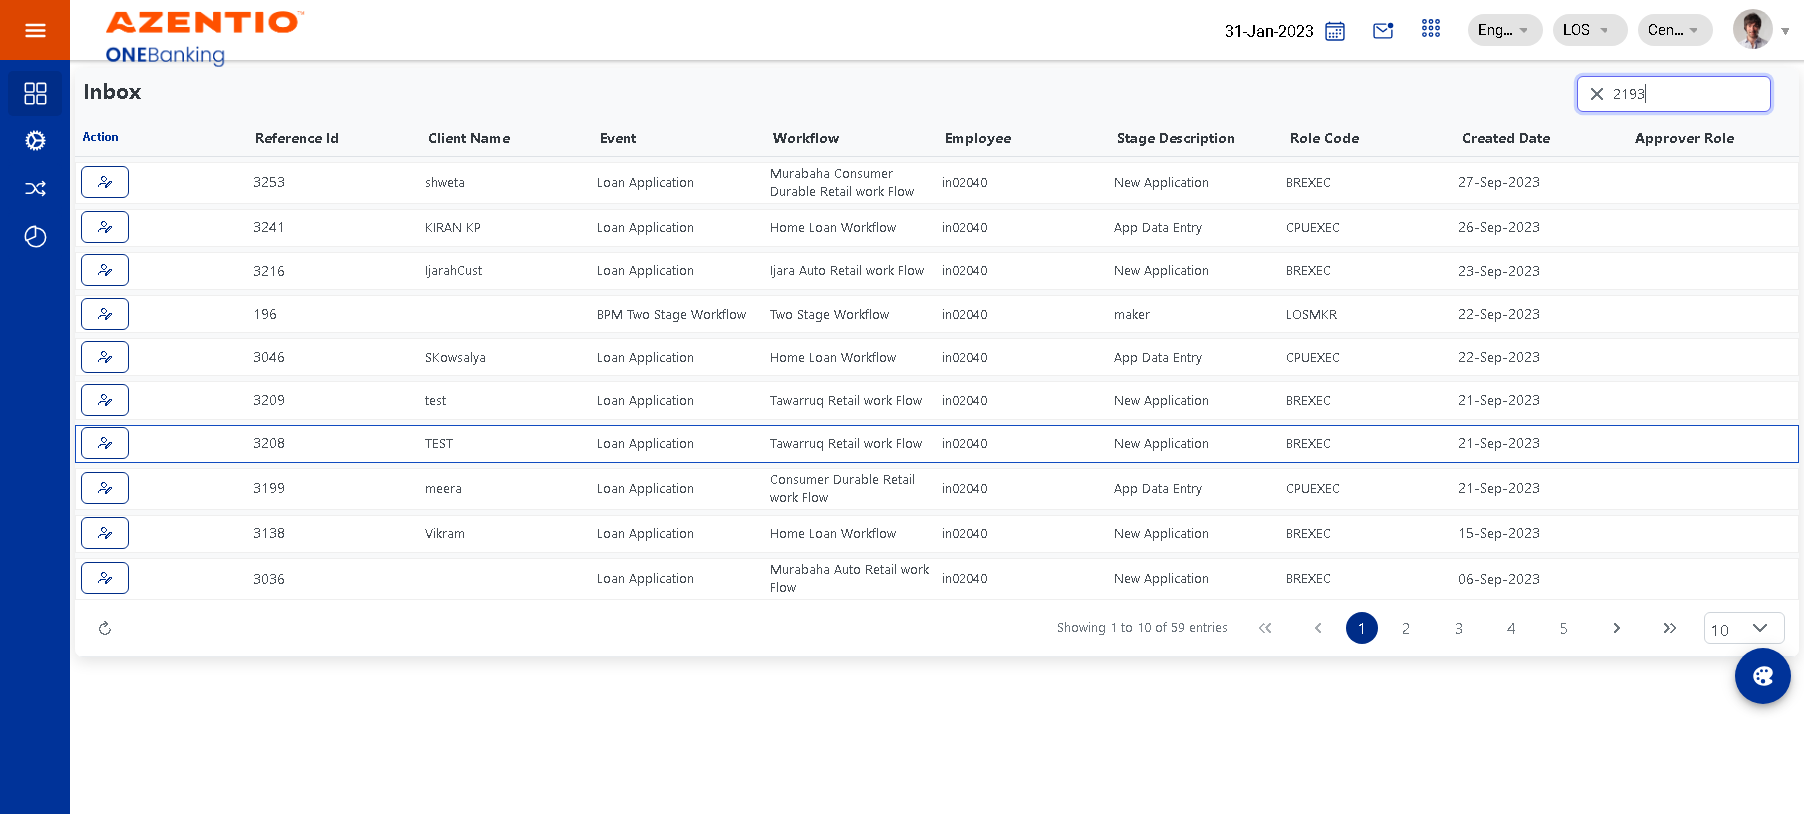 AZENTIO™
ONEBanking
31-Jan-2023
Eng...
LOS
Cen...
Inbox
2193
Action Reference Id Client Name Event Workflow Employee Stage Description Role Code Created Date Approver Role
3253 shweta Loan Application Murabaha Consumer Durable Retail work Flow in02040 New Application BREXEC 27-Sep-2023
3241 KIRAN KP Loan Application Home Loan Workflow in02040 App Data Entry CPUEXEC 26-Sep-2023
3216 IjarahCust Loan Application Ijara Auto Retail work Flow in02040 New Application BREXEC 23-Sep-2023
196 BPM Two Stage Workflow Two Stage Workflow in02040 maker LOSMKR 22-Sep-2023
3046 SKowsalya Loan Application Home Loan Workflow in02040 App Data Entry CPUEXEC 22-Sep-2023
3209 test Loan Application Tawarruq Retail work Flow in02040 New Application BREXEC 21-Sep-2023
3208 TEST Loan Application Tawarruq Retail work Flow in02040 New Application BREXEC 21-Sep-2023
3199 meera Loan Application Consumer Durable Retail work Flow in02040 App Data Entry CPUEXEC 21-Sep-2023
3138 Vikram Loan Application Home Loan Workflow in02040 New Application BREXEC 15-Sep-2023
3036 Loan Application Murabaha Auto Retail work Flow in02040 New Application BREXEC 06-Sep-2023
Showing 1 to 10 of 59 entries 1 2 3 4 5 10